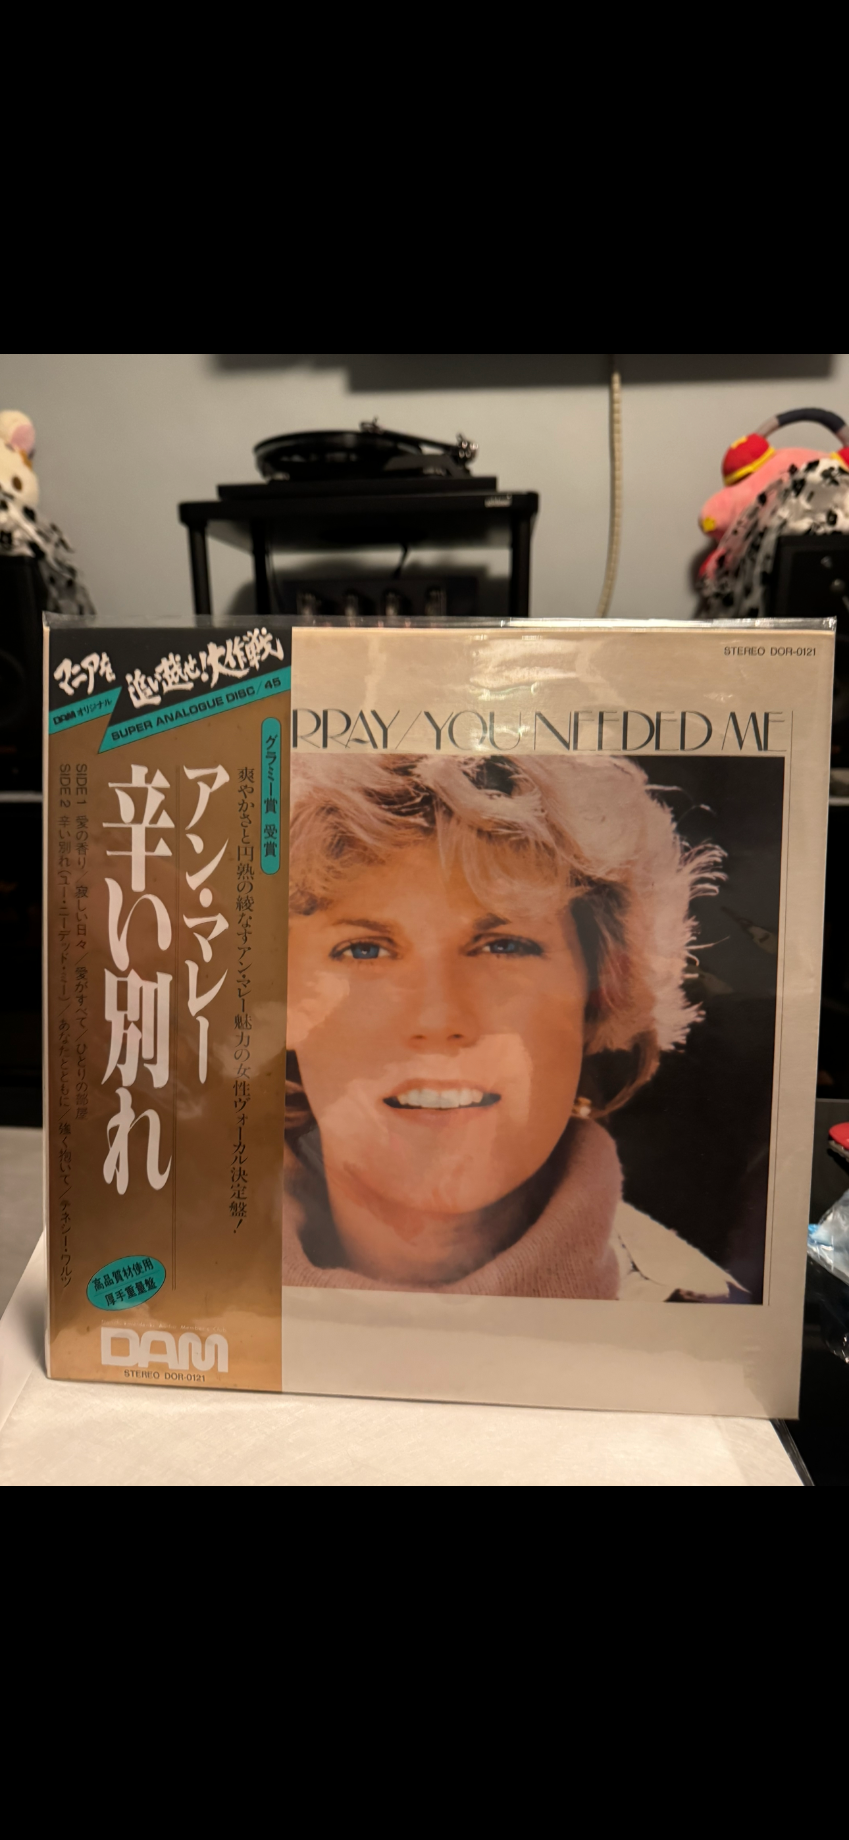 マニアを追い越せ!大作戦
DAMオリジナル
SUPER ANALOGUE DISC/45
グラミー賞 受賞
爽やかさと円熟の綾なすアン・マレー魅力の女性ヴォーカル決定盤!
アン・マレー
辛い別れ
SIDE 1 愛の香り/寂しい日々/愛がすべて/ひとりの部屋
SIDE 2 辛い別れ(ユー・ニーデッド・ミー)/あなたとともに/強く抱いて/テネシー・ワルツ
高品質材使用
厚手重量盤
DAM
STEREO DOR-0121
STEREO DOR-0121
RRAY/YOU NEEDED ME